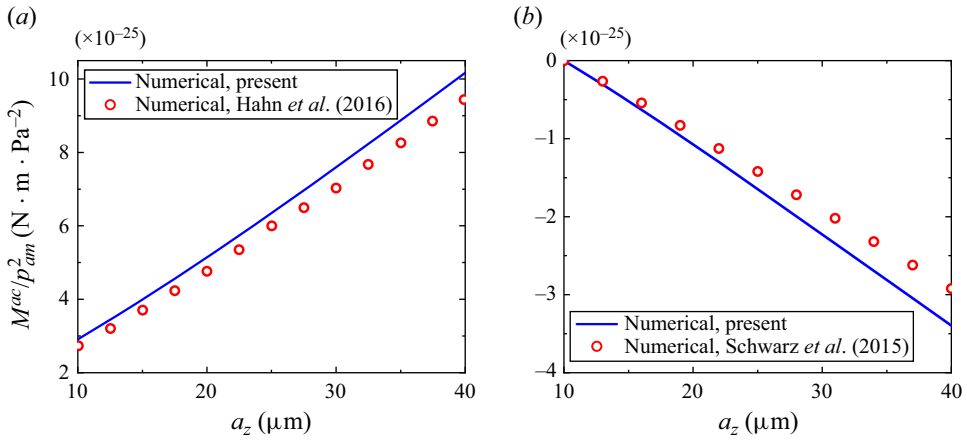 (a)
(×10⁻²⁵)
10
8
6
4
2
Numerical, present
Numerical, Hahn et al. (2016)
M^{ac}/p²_{am} (N · m · Pa⁻²)
10
20
30
40
a_z (μm)
(b)
(×10⁻²⁵)
0
−1
−2
−3
−4
Numerical, present
Numerical, Schwarz et al. (2015)
10
20
30
40
a_z (μm)